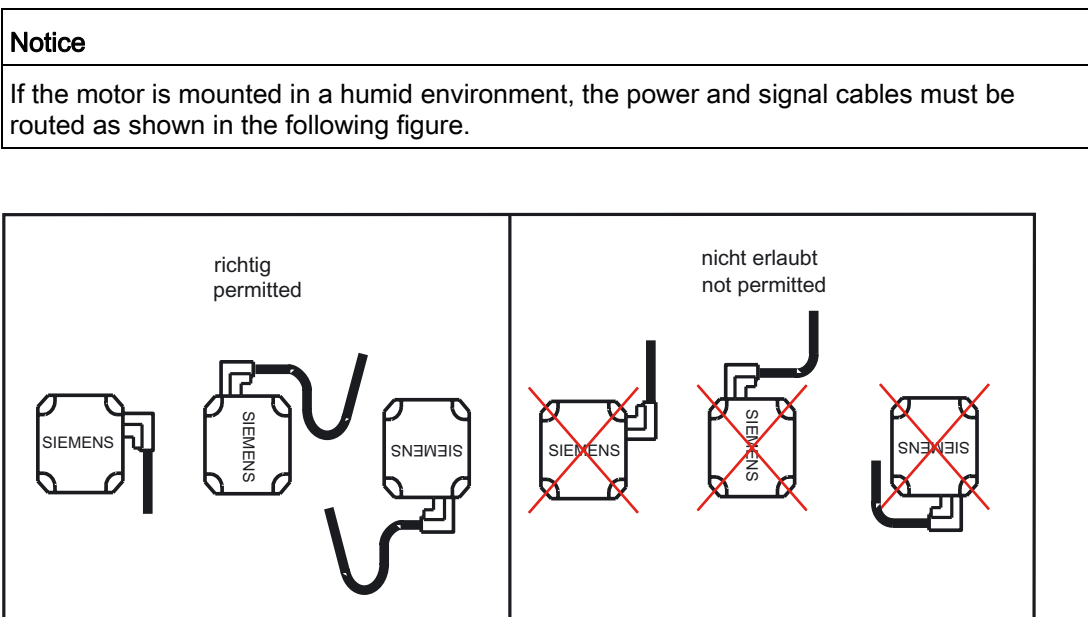 Notice
If the motor is mounted in a humid environment, the power and signal cables must be
routed as shown in the following figure.
richtig
permitted
SIEMENS
SIEMENS
SIEMENS
nicht erlaubt
not permitted
SIEMENS
SIEMENS
SIEMENS